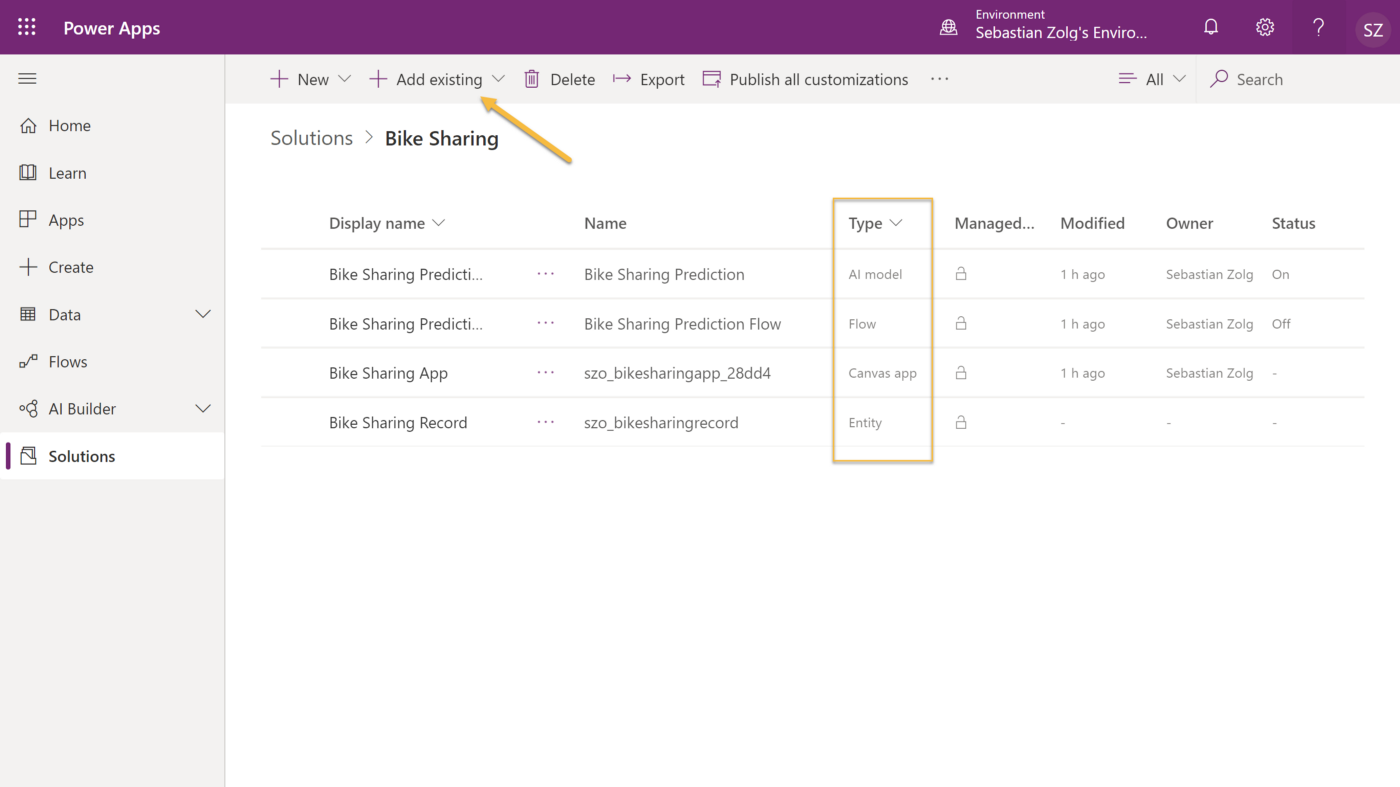 Power Apps
Environment
Sebastian Zolg's Enviro...
SZ
New
Add existing
Delete
Export
Publish all customizations
All
Search
Home
Learn
Apps
Create
Data
Flows
AI Builder
Solutions
Solutions > Bike Sharing
Display name Name Type Managed... Modified Owner Status
Bike Sharing Predicti... Bike Sharing Prediction AI model 1 h ago Sebastian Zolg On
Bike Sharing Predicti... Bike Sharing Prediction Flow Flow 1 h ago Sebastian Zolg Off
Bike Sharing App szo_bikesharingapp_28dd4 Canvas app 1 h ago Sebastian Zolg -
Bike Sharing Record szo_bikesharingrecord Entity - - -